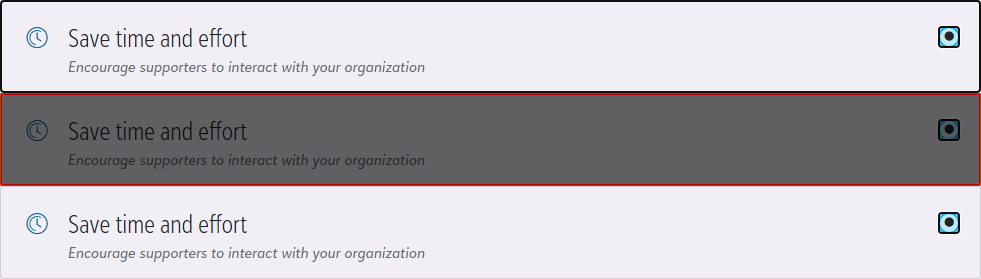 Save time and effort
Encourage supporters to interact with your organization
Save time and effort
Encourage supporters to interact with your organization
Save time and effort
Encourage supporters to interact with your organization